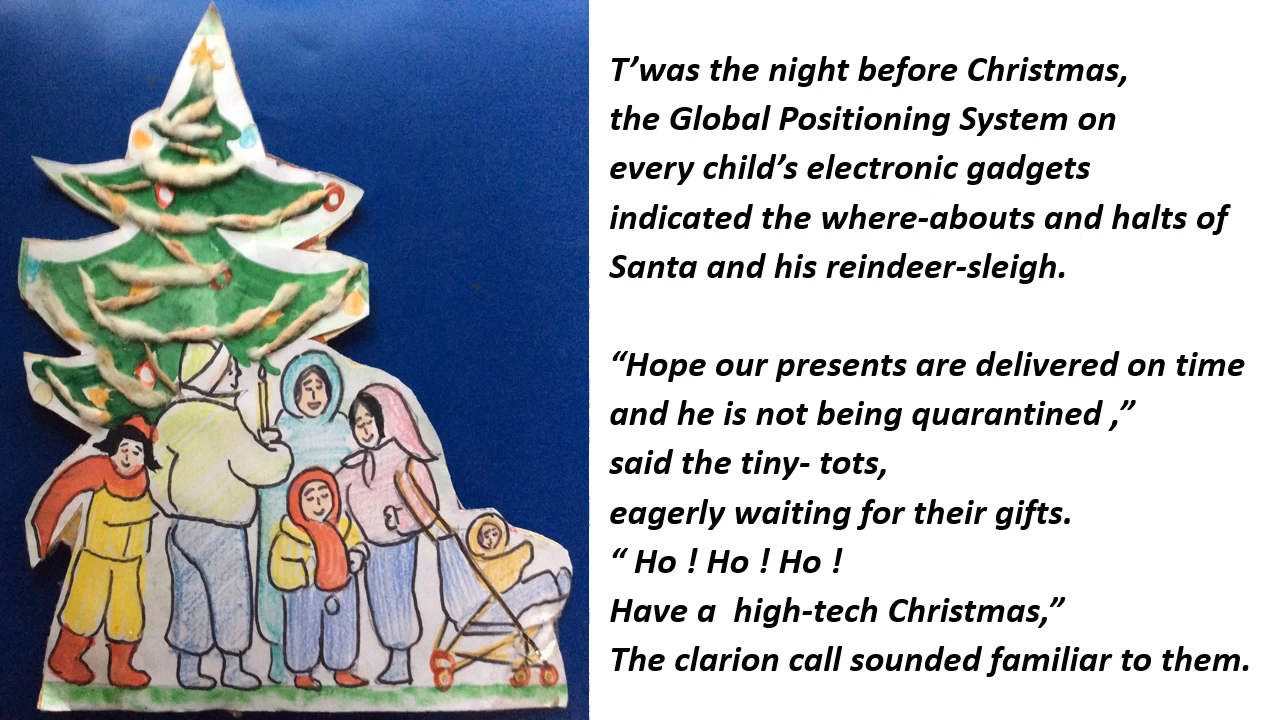 T’was the night before Christmas,
the Global Positioning System on
every child’s electronic gadgets
indicated the where-abouts and halts of
Santa and his reindeer-sleigh.
“Hope our presents are delivered on time
and he is not being quarantined ,”
said the tiny- tots,
eagerly waiting for their gifts.
“ Ho ! Ho ! Ho !
Have a  high-tech Christmas,”
The clarion call sounded familiar to them.